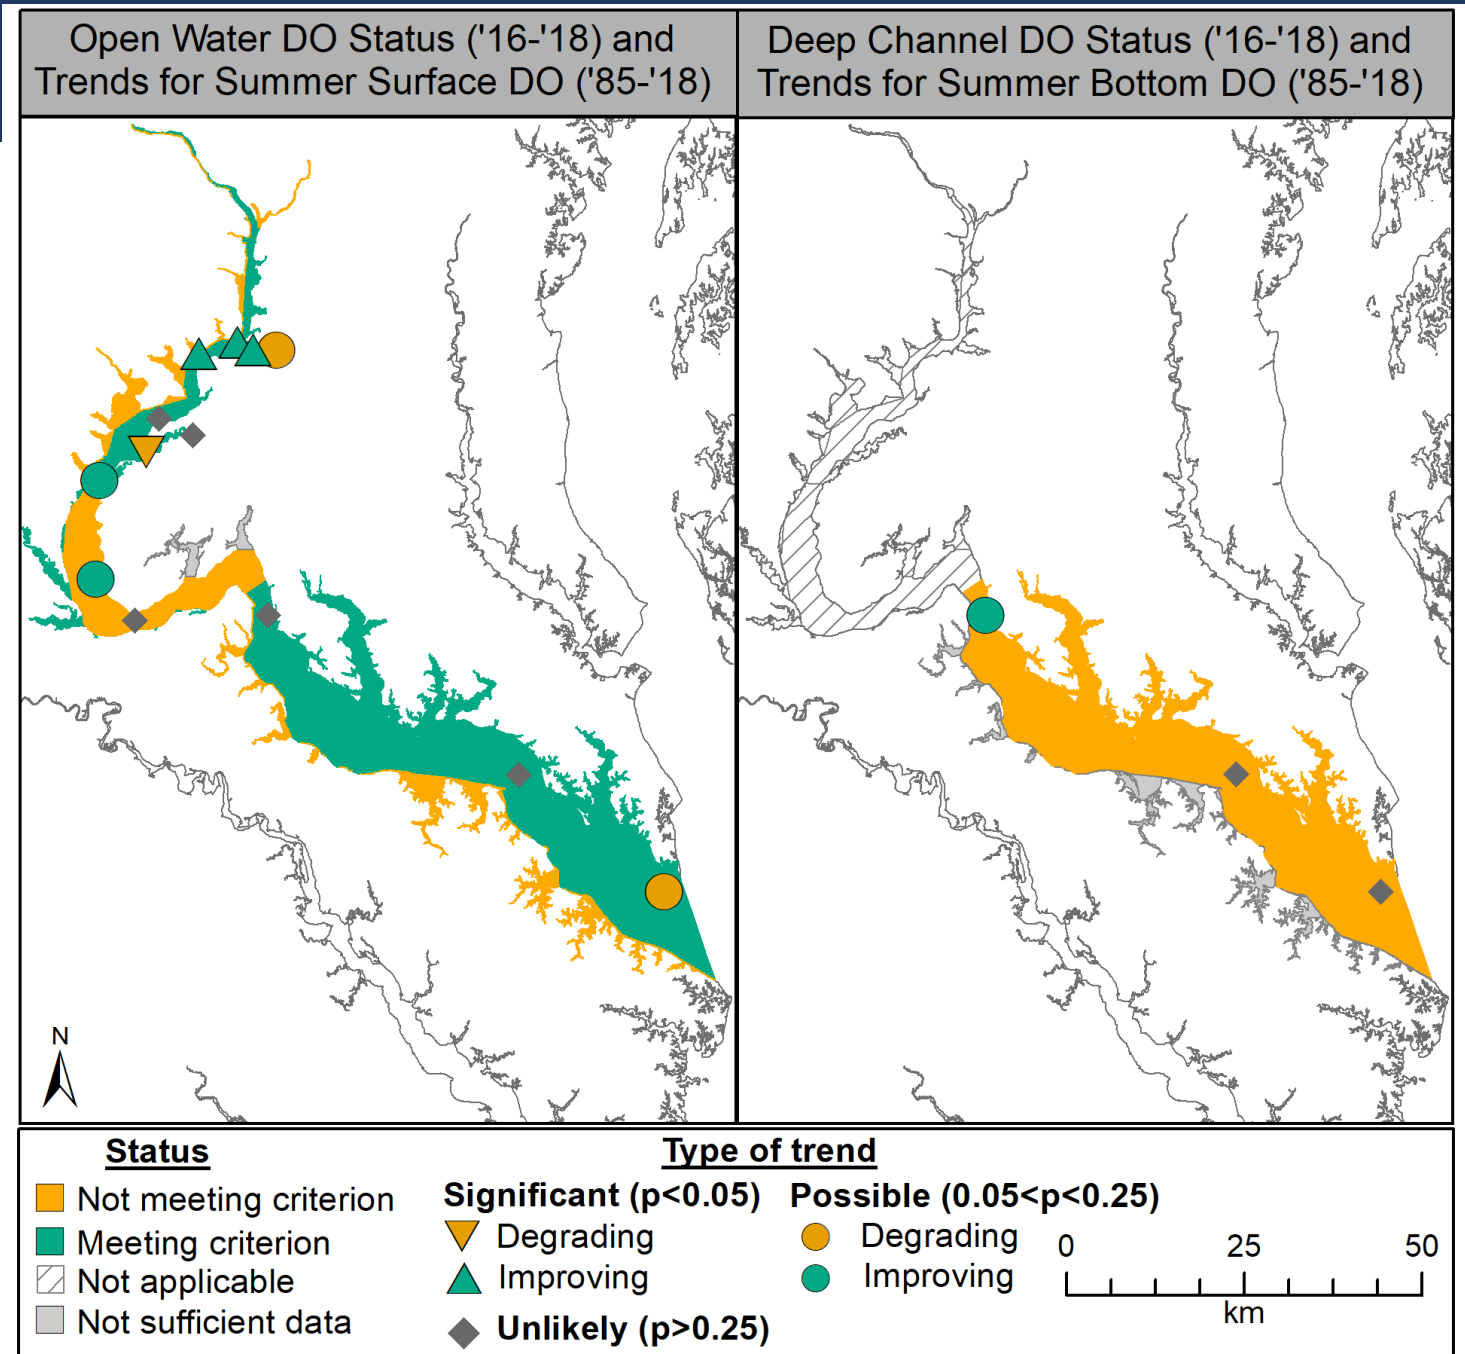 Open Water DO Status ('16-'18) and
Trends for Summer Surface DO ('85-'18)
Deep Channel DO Status ('16-'18) and
Trends for Summer Bottom DO ('85-'18)
N
Status
Not meeting criterion
Meeting criterion
Not applicable
Not sufficient data
Type of trend
Significant (p<0.05)
Degrading
Improving
Unlikely (p>0.25)
Possible (0.05<p<0.25)
Degrading
Improving
0 25 50
km